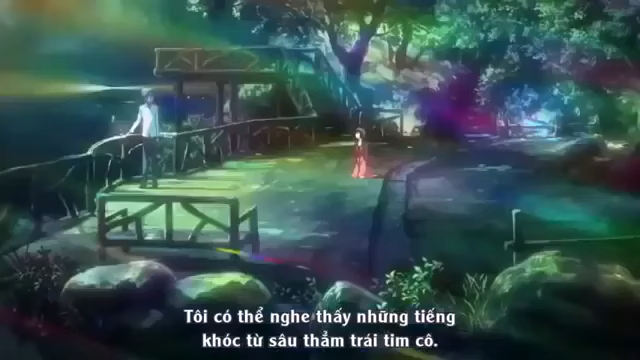 Tôi có thể nghe thấy những tiếng
khóc từ sâu thẳm trái tim cô.